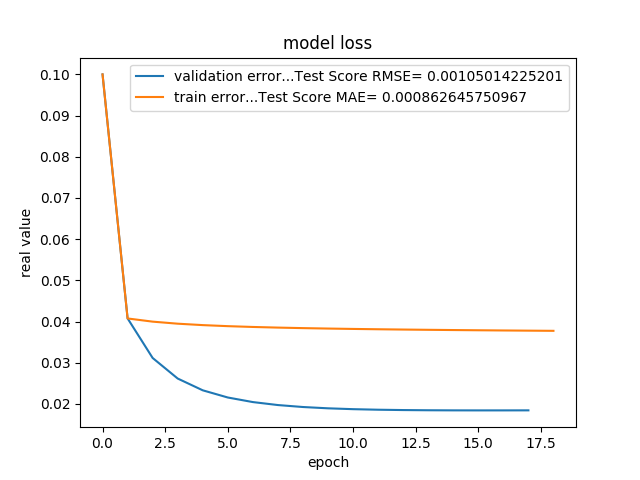 model loss
validation error...Test Score RMSE= 0.00105014225201
train error...Test Score MAE= 0.000862645750967
0.10
0.09
0.08
0.07
0.06
0.05
0.04
0.03
0.02
real value
0.0 2.5 5.0 7.5 10.0 12.5 15.0 17.5
epoch